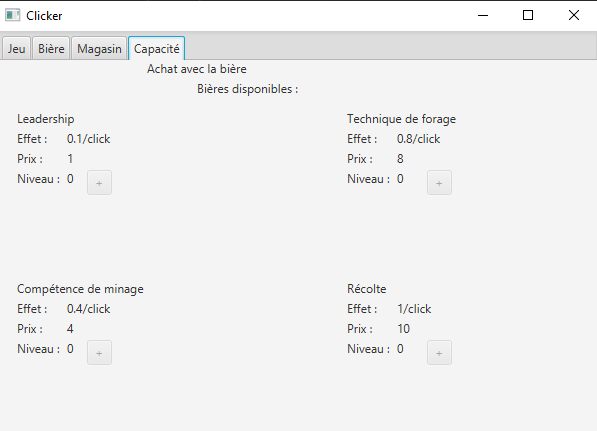 Clicker
Jeu Bière Magasin Capacité
Achat avec la bière
Bières disponibles :
Leadership
Effet : 0.1/click
Prix : 1
Niveau : 0 +
Technique de forage
Effet : 0.8/click
Prix : 8
Niveau : 0 +
Compétence de minage
Effet : 0.4/click
Prix : 4
Niveau : 0 +
Récolte
Effet : 1/click
Prix : 10
Niveau : 0 +